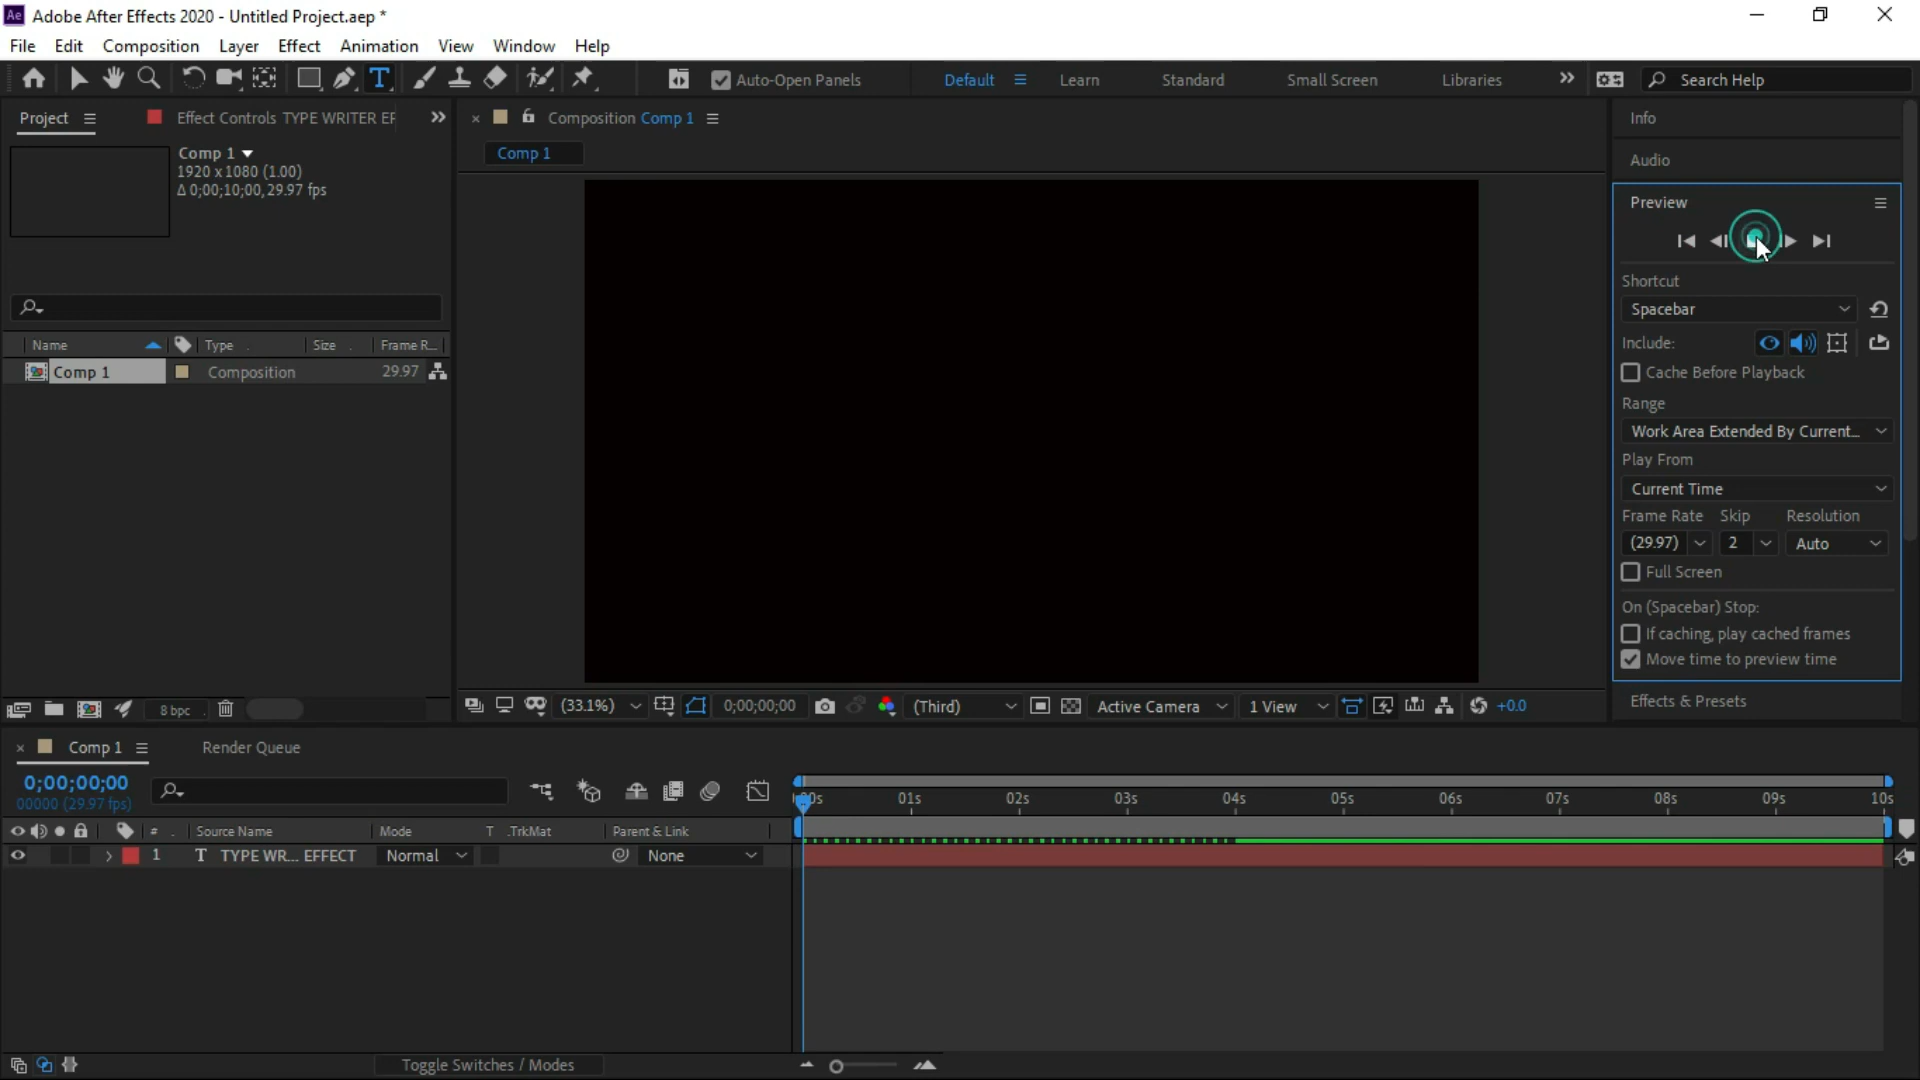 Ae Adobe After Effects 2020 - Untitled Project.aep *
File Edit Composition Layer Effect Animation View Window Help
T Auto-Open Panels Default Learn Standard Small Screen Libraries Search Help
Project Effect Controls TYPE WRITER EF
Composition Comp 1
Info
Comp 1
1920 x 1080 (1.00)
Δ 0;00;10;00, 29.97 fps
Comp 1
Audio
Preview
Shortcut
Spacebar
Include:
Cache Before Playback
Range
Work Area Extended By Current...
Play From
Current Time
Frame Rate Skip Resolution
(29.97) 2 Auto
Full Screen
On (Spacebar) Stop:
If caching, play cached frames
Move time to preview time
Effects & Presets
Name Type Size Frame R...
Comp 1 Composition 29.97
8 bpc
(33.1%) 0;00;00;00 (Third) Active Camera 1 View +0.0
Comp 1 Render Queue
0;00;00;00
00000 (29.97 fps)
01s 02s 03s 04s 05s 06s 07s 08s 09s 10s
# Source Name Mode T .TrkMat Parent & Link
1 T TYPE WR... EFFECT Normal None
Toggle Switches / Modes